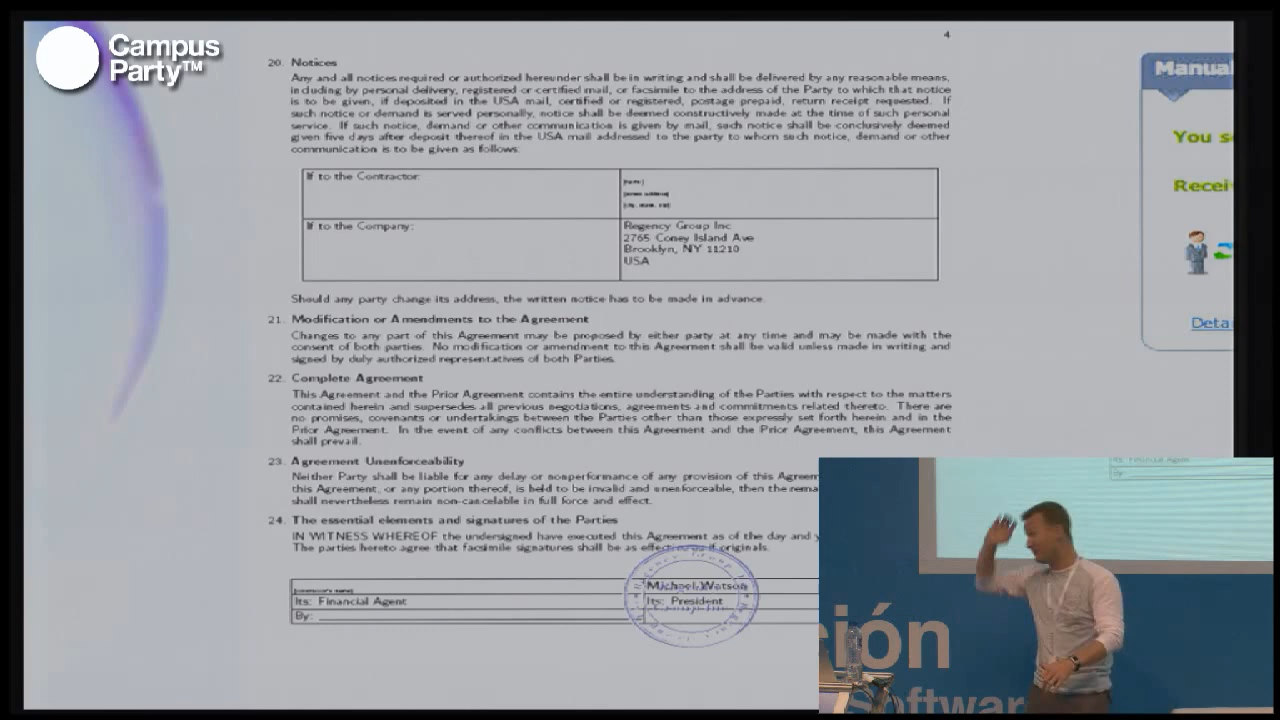 Campus
Party™
4
20. Notices
Any and all notices required or authorized hereunder shall be in writing and shall be delivered by any reasonable means,
including by personal delivery, registered or certified mail, or facsimile to the address of the Party to which that notice
is to be given, if deposited in the USA mail, certified or registered, postage prepaid, return receipt requested. If
such notice or demand is served personally, notice shall be deemed constructively made at the time of such personal
service. If such notice, demand or other communication is given by mail, such notice shall be conclusively deemed
given five days after deposit thereof in the USA mail addressed to the party to whom such notice, demand or other
communication is to be given as follows:
If to the Contractor:
If to the Company:
Regency Group Inc
2765 Coney Island Ave
Brooklyn, NY 11210
USA
Should any party change its address, the written notice has to be made in advance.
21. Modification or Amendments to the Agreement
Changes to any part of this Agreement may be proposed by either party at any time and may be made with the
consent of both parties. No modification or amendment to this Agreement shall be valid unless made in writing and
signed by duly authorized representatives of both Parties.
22. Complete Agreement
This Agreement and the Prior Agreement contains the entire understanding of the Parties with respect to the matters
contained herein and supersedes all previous negotiations, agreements and commitments related thereto. There are
no promises, covenants or undertakings between the Parties other than those expressly set forth herein and in the
Prior Agreement. In the event of any conflicts between this Agreement and the Prior Agreement, this Agreement
shall prevail.
23. Agreement Unenforceability
Neither Party shall be liable for any delay or nonperformance of any provision of this Agreem
this Agreement, or any portion thereof, is held to be invalid and unenforceable, then the rema
shall nevertheless remain non-cancelable in full force and effect.
24. The essential elements and signatures of the Parties
IN WITNESS WHEREOF the undersigned have executed this Agreement as of the day and y
The parties hereto agree that facsimile signatures shall be as effective as if originals.
Michael Watson
Its: Financial Agent
Its: President
By:
Manual
You s
Recei
Deta
Its: Financial Agent
By:
ción
Softwar